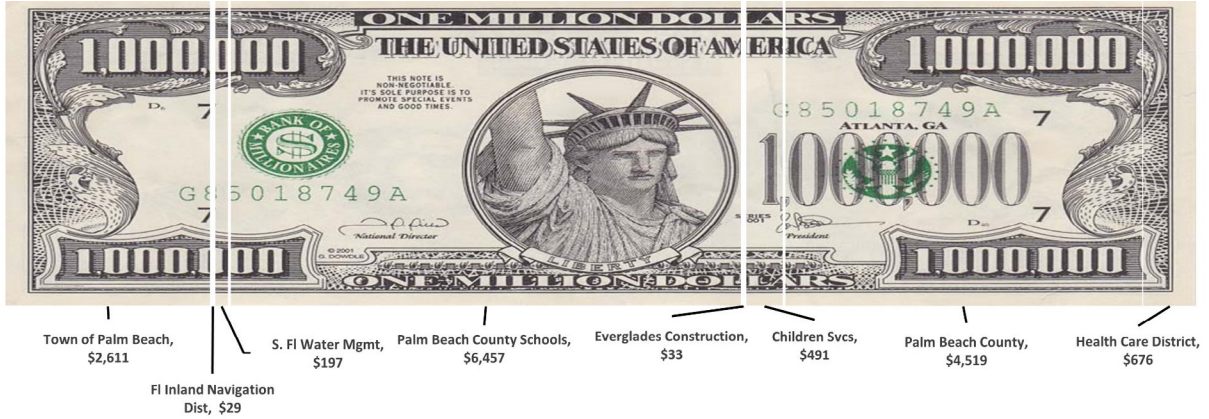 ONE MILLION DOLLARS
1,000,000
THE UNITED STATES OF AMERICA
1,000,000
THIS NOTE IS
NON-NEGOTIABLE.
IT'S SOLE PURPOSE IS TO
PROMOTE SPECIAL EVENTS
AND GOOD TIMES.
7
BANK OF
$
MILLIONAIRES
G85018749A
7
ATLANTA, GA
1,000,000
G85018749A
7
National Director
SERIES
2001
President
7
© 2001
G. DOWDLE
LIBERTY
1,000,000
ONE MILLION DOLLARS
1,000,000
Town of Palm Beach,
$2,611
Fl Inland Navigation
Dist, $29
S. Fl Water Mgmt,
$197
Palm Beach County Schools,
$6,457
Everglades Construction,
$33
Children Svcs,
$491
Palm Beach County,
$4,519
Health Care District,
$676